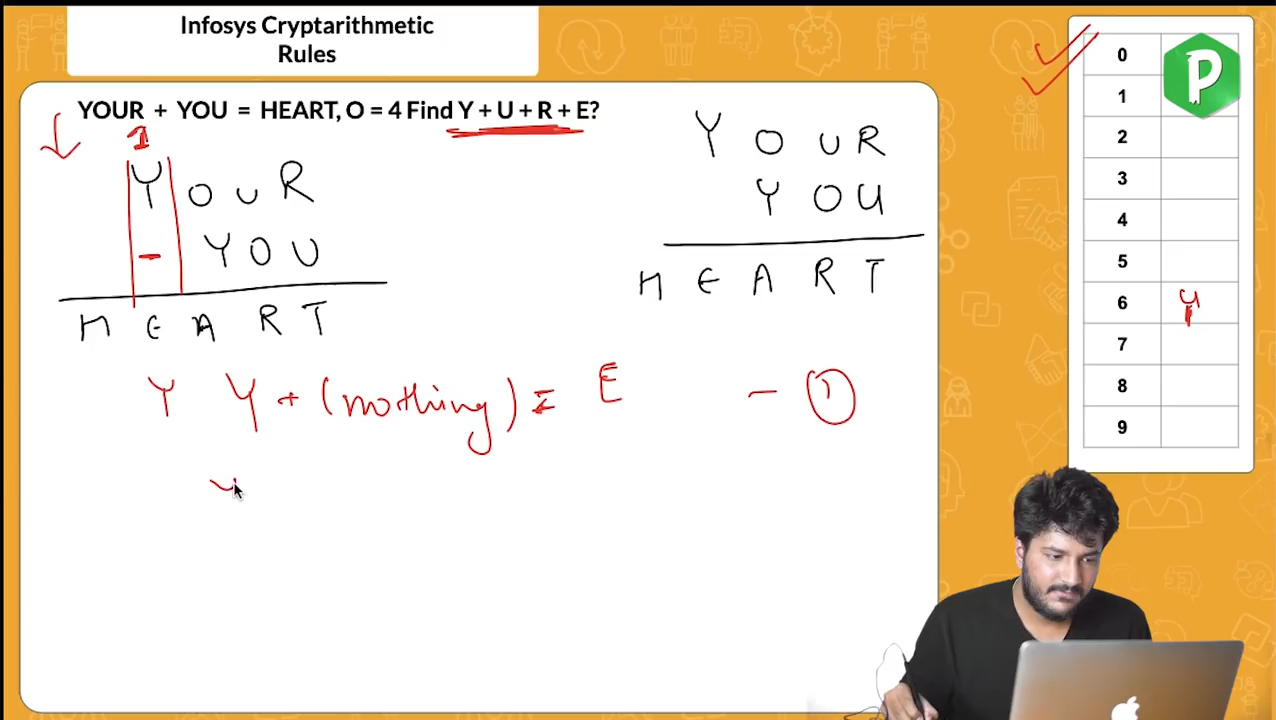 Infosys Cryptarithmetic
Rules
YOUR + YOU = HEART, O = 4 Find Y + U + R + E?
1
Y O U R
- Y O U
H E A R T
Y O U R
Y O U
H E A R T
Y Y + (nothing) = E - ①
0
1
2
3
4
5
6 Y
7
8
9
P